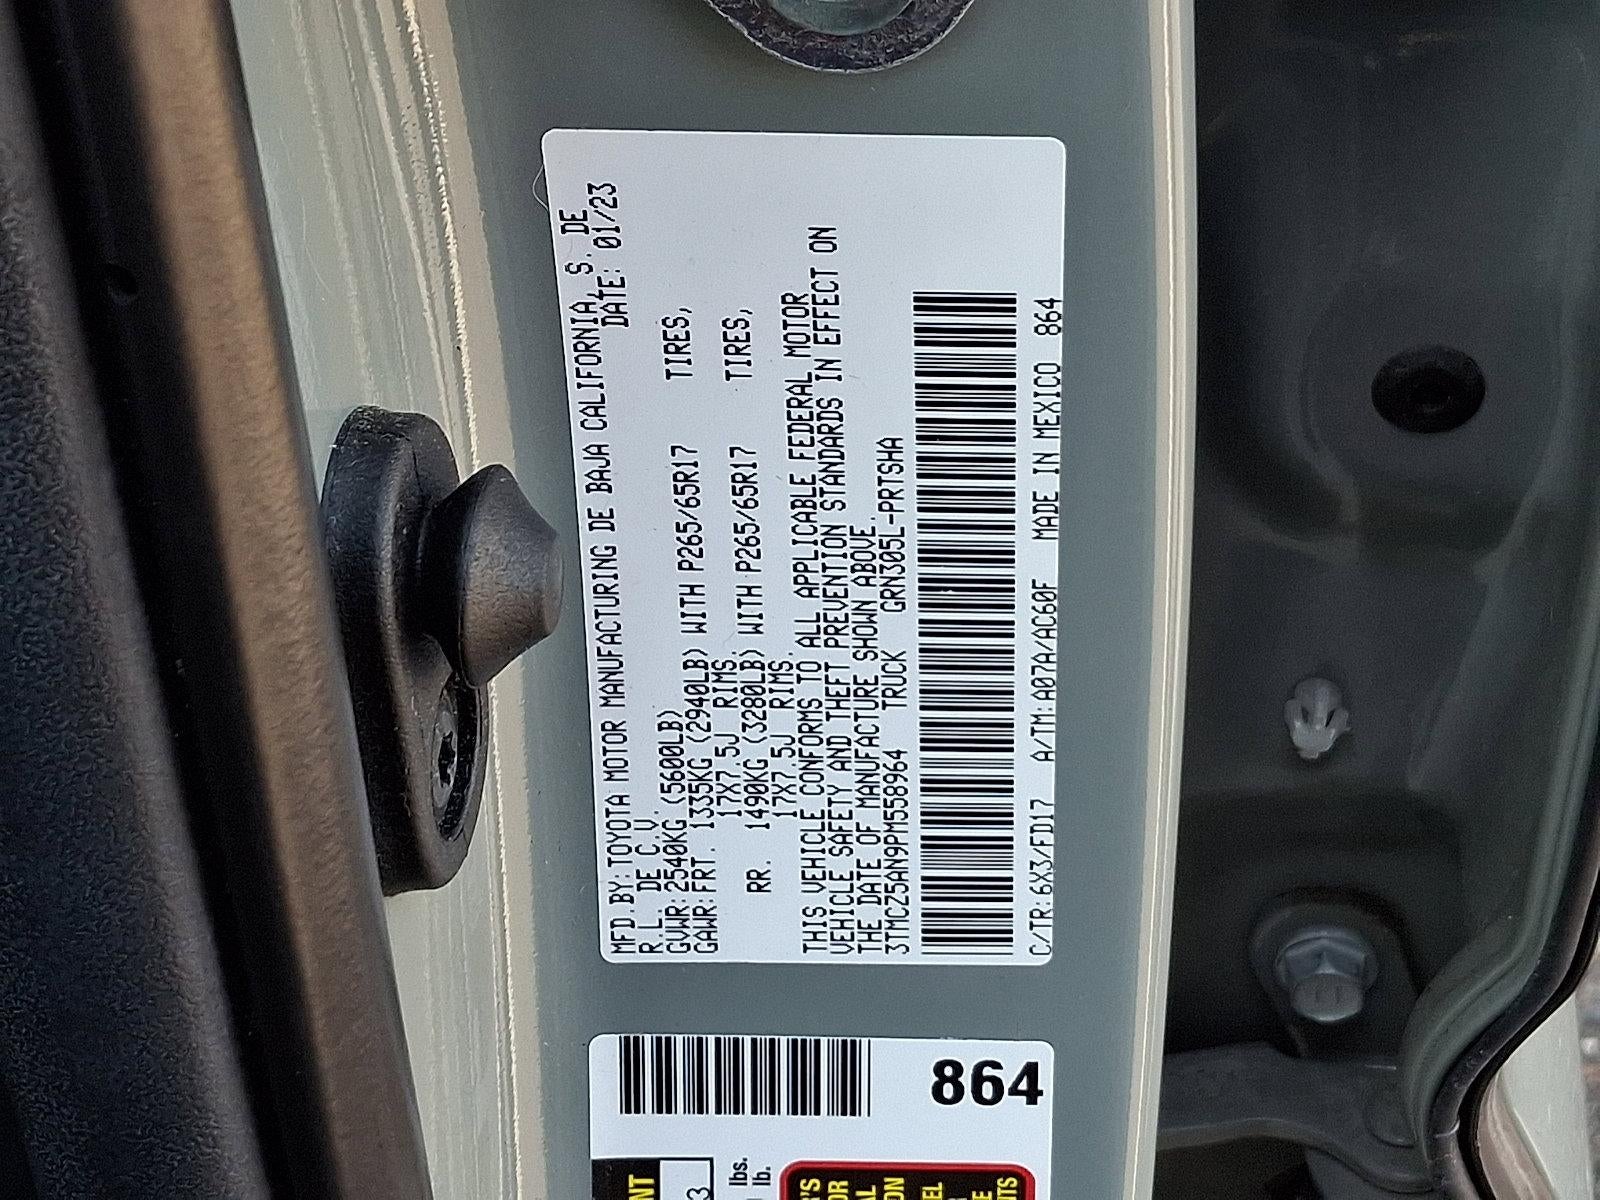 MFD.BY:TOYOTA MOTOR MANUFACTURING DE BAJA CALIFORNIA, S. DE
R.L. DE C.V. DATE: 01/23
GVWR:2540KG (5600LB)
GAWR:FRT. 1335KG (2940LB) WITH P265/65R17 TIRES,
17X7.5J RIMS.
RR. 1490KG (3280LB) WITH P265/65R17 TIRES,
17X7.5J RIMS.
THIS VEHICLE CONFORMS TO ALL APPLICABLE FEDERAL MOTOR
VEHICLE SAFETY AND THEFT PREVENTION STANDARDS IN EFFECT ON
THE DATE OF MANUFACTURE SHOWN ABOVE.
3TMCZ5AN9PM558964 TRUCK GRN305L-PRTSHA
C/TR:6X3/FD17 A/TM:A07A/AC60F MADE IN MEXICO 864
864
lbs.
lb.